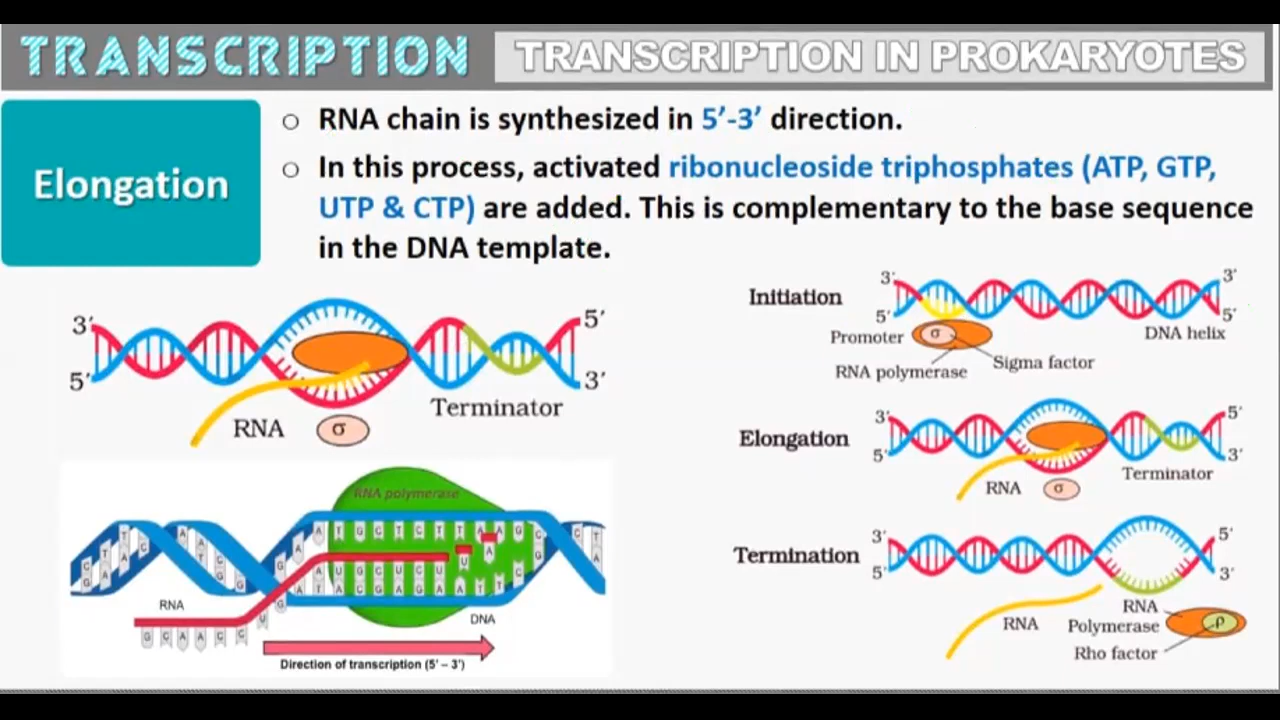 TRANSCRIPTION
TRANSCRIPTION IN PROKARYOTES
Elongation
RNA chain is synthesized in 5’-3’ direction.
In this process, activated ribonucleoside triphosphates (ATP, GTP,
UTP & CTP) are added. This is complementary to the base sequence
in the DNA template.
3′
5′
5′
3′
RNA
σ
Terminator
RNA polymerase
A T G C T C T T A A G
U G C U C U
U A
T A C G A G A A T T C
RNA
G C A A C C U G
DNA
Direction of transcription (5' – 3')
Initiation
3′
3′
5′
5′
Promoter
σ
DNA helix
RNA polymerase
Sigma factor
Elongation
3′
5′
5′
3′
RNA
σ
Terminator
Termination
3′
5′
5′
3′
RNA
RNA
Polymerase
ρ
Rho factor